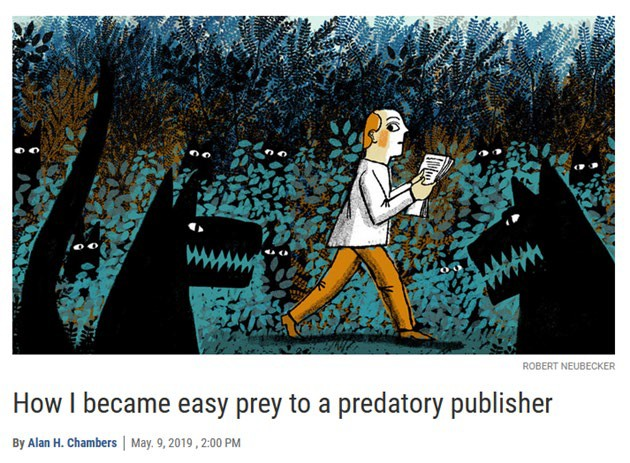 ROBERT NEUBECKER
How I became easy prey to a predatory publisher
By Alan H. Chambers | May. 9, 2019 , 2:00 PM